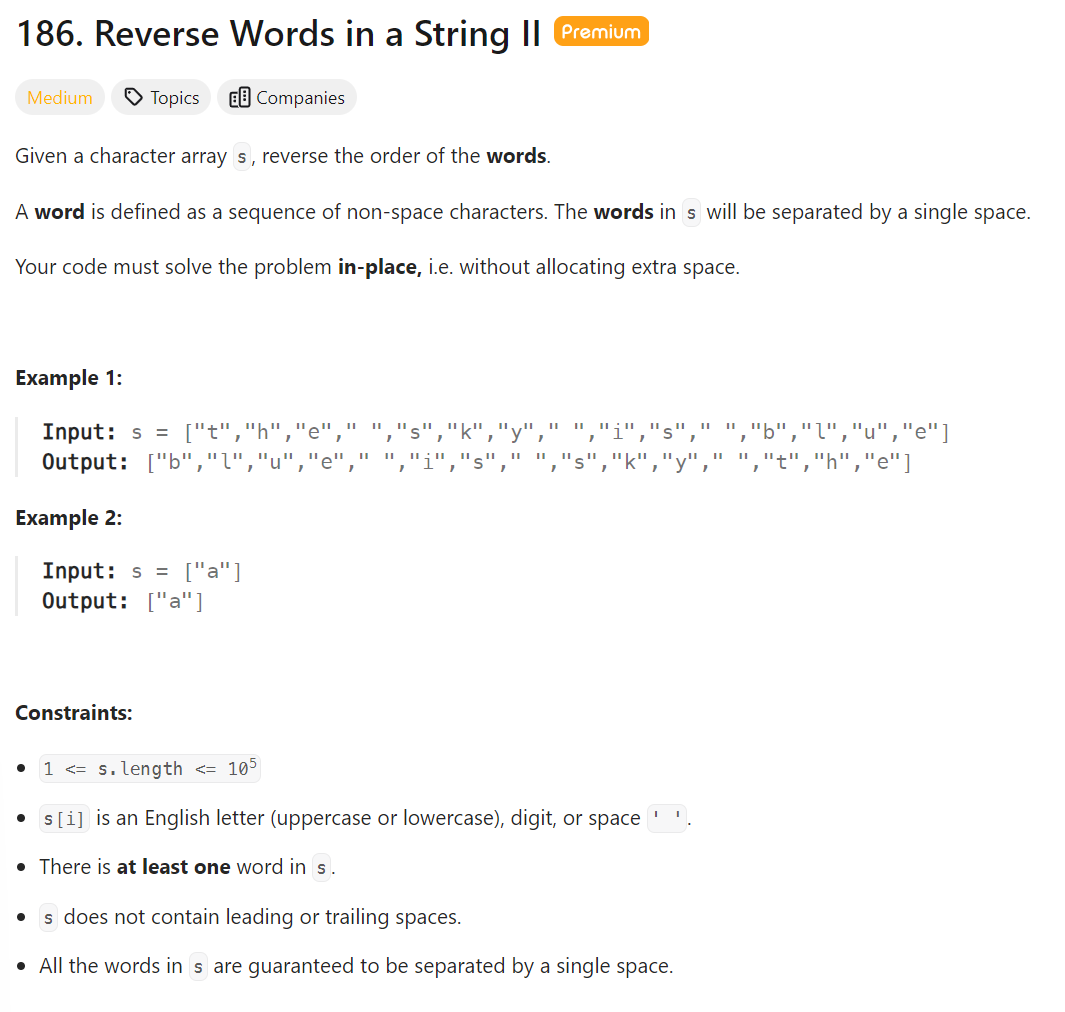 186. Reverse Words in a String II Premium
Medium Topics Companies
Given a character array s, reverse the order of the words.
A word is defined as a sequence of non-space characters. The words in s will be separated by a single space.
Your code must solve the problem in-place, i.e. without allocating extra space.
Example 1:
Input: s = ["t","h","e"," ","s","k","y"," ","i","s"," ","b","l","u","e"]
Output: ["b","l","u","e"," ","i","s"," ","s","k","y"," ","t","h","e"]
Example 2:
Input: s = ["a"]
Output: ["a"]
Constraints:
• 1 <= s.length <= 10⁵
• s[i] is an English letter (uppercase or lowercase), digit, or space ' '.
• There is at least one word in s.
• s does not contain leading or trailing spaces.
• All the words in s are guaranteed to be separated by a single space.